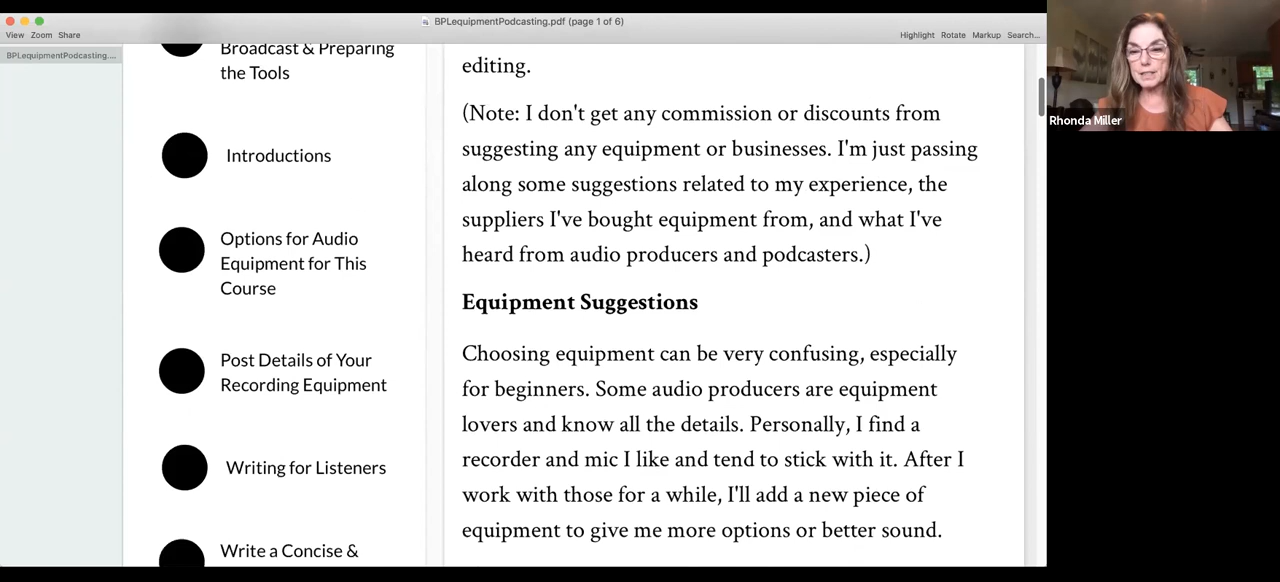 BPLequipmentPodcasting.pdf (page 1 of 6)
View Zoom Share
Highlight Rotate Markup Search...
BPLequipmentPodcasting....
Broadcast & Preparing
the Tools
Introductions
Options for Audio
Equipment for This
Course
Post Details of Your
Recording Equipment
Writing for Listeners
Write a Concise &
editing.
(Note: I don't get any commission or discounts from
suggesting any equipment or businesses. I'm just passing
along some suggestions related to my experience, the
suppliers I've bought equipment from, and what I've
heard from audio producers and podcasters.)
Equipment Suggestions
Choosing equipment can be very confusing, especially
for beginners. Some audio producers are equipment
lovers and know all the details. Personally, I find a
recorder and mic I like and tend to stick with it. After I
work with those for a while, I'll add a new piece of
equipment to give me more options or better sound.
Rhonda Miller